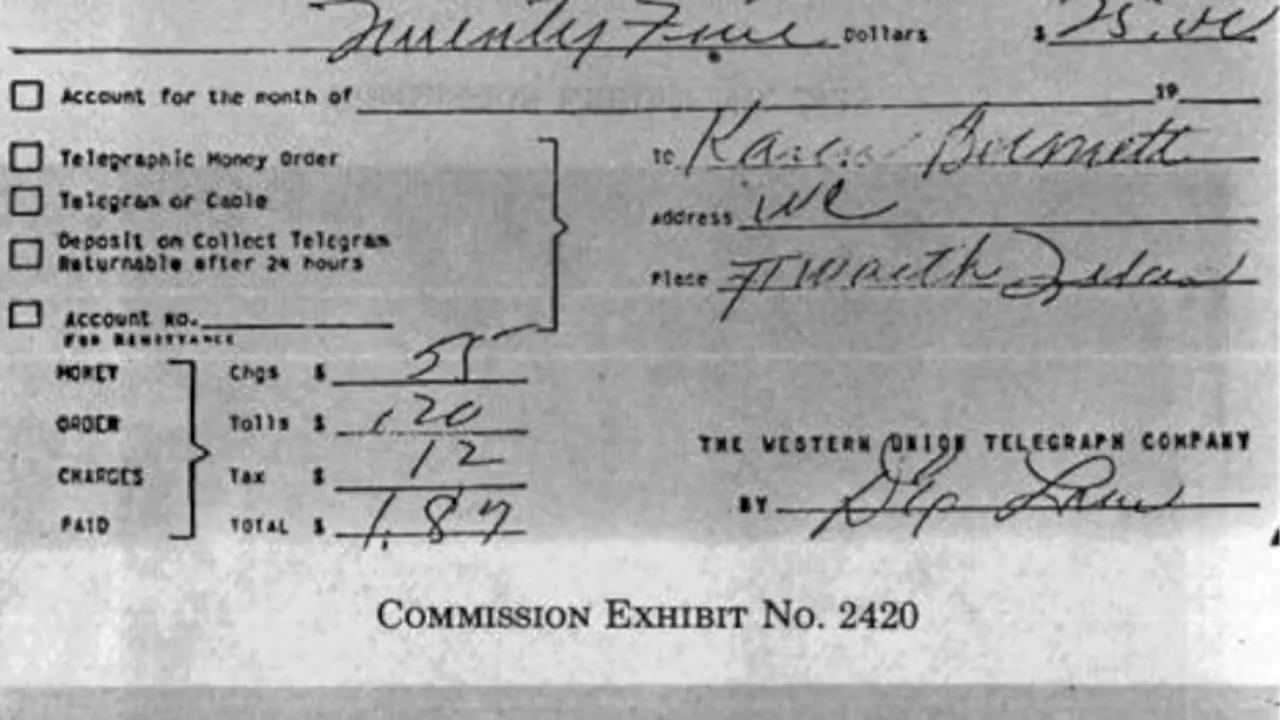 Twenty Five Dollars $ 25.00
Account for the month of 19
Telegraphic Money Order
Telegram or Cable
Deposit on Collect Telegram
Returnable after 24 hours
Account No.
FOR REMITTANCE
To Karen Bennett
Address WC
Place Ft Worth Texas
MONEY Chgs $ 55
ORDER Tolls $ 1 20
CHARGES Tax $ 12
PAID TOTAL $ 1.87
THE WESTERN UNION TELEGRAPH COMPANY
BY
COMMISSION EXHIBIT No. 2420